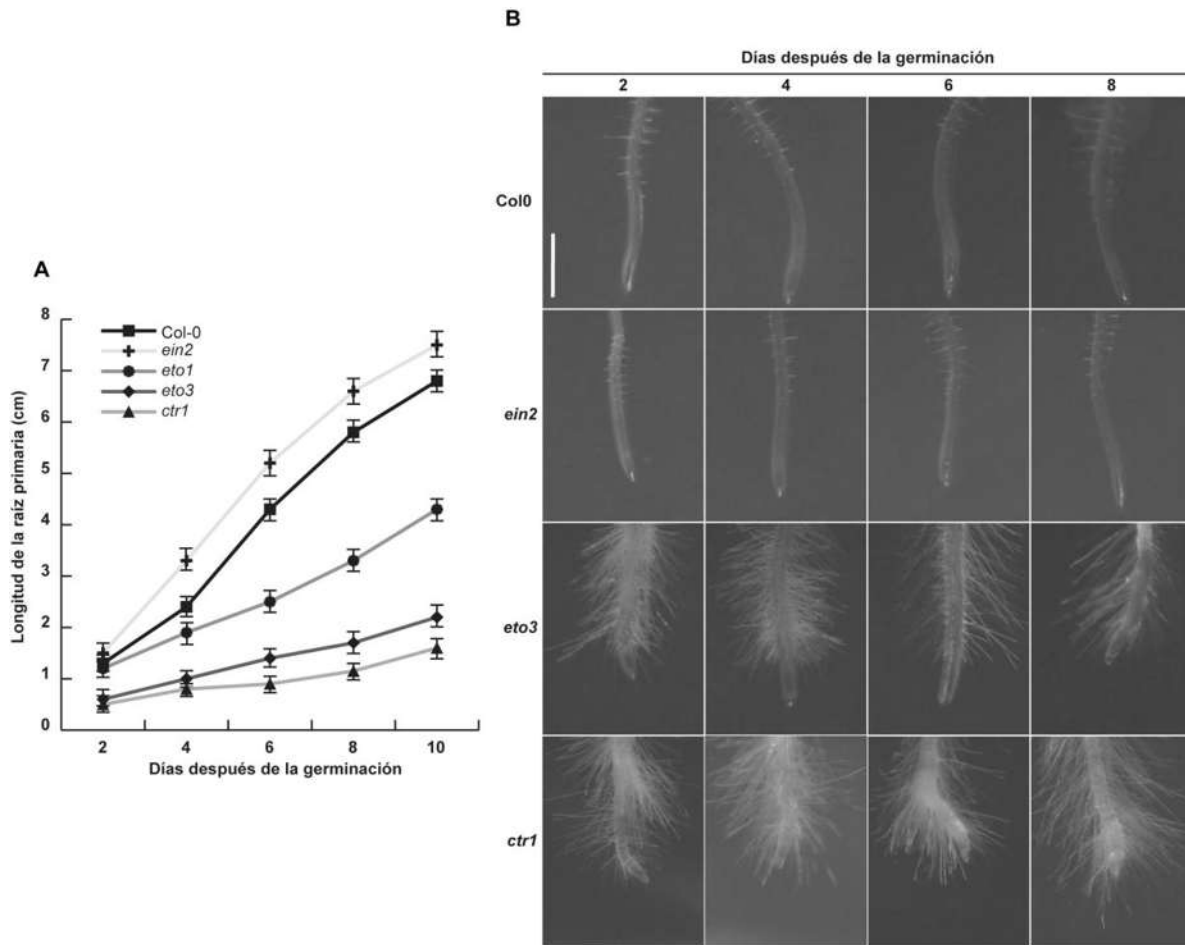 A
8
7
6
5
4
3
2
1
0
Longitud de la raíz primaria (cm)
Col-0
ein2
eto1
eto3
ctr1
2 4 6 8 10
Días después de la germinación
B
Días después de la germinación
2 4 6 8
Col0
ein2
eto3
ctr1